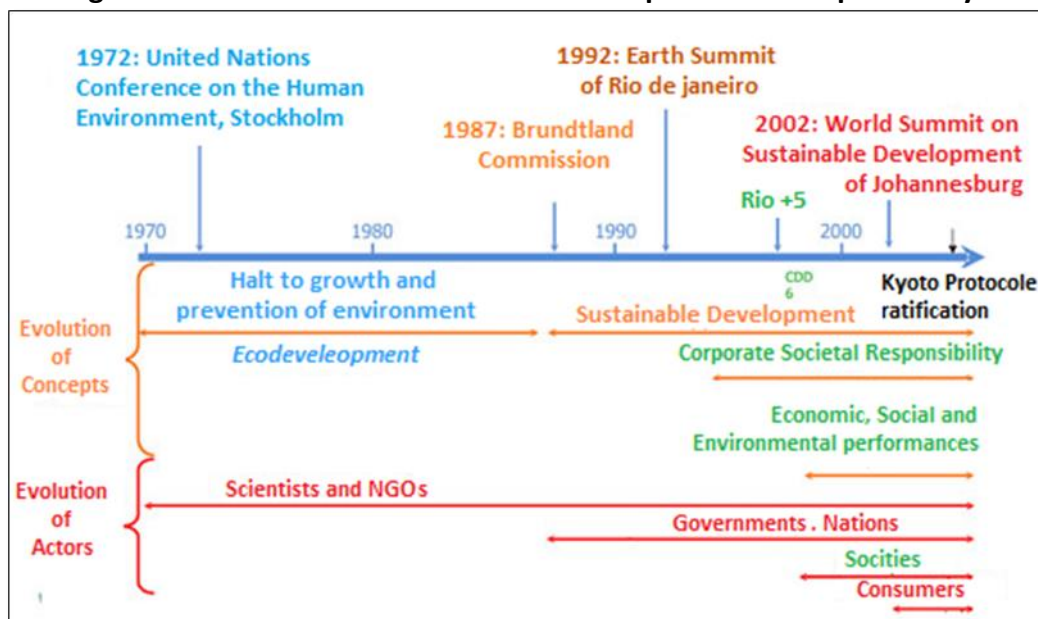 1972: United Nations
Conference on the Human
Environment, Stockholm
1992: Earth Summit
of Rio de janeiro
1987: Brundtland
Commission
2002: World Summit on
Sustainable Development
of Johannesburg
Rio +5
1970
1980
1990
2000
Halt to growth and
prevention of environment
CDD
6
Kyoto Protocole
ratification
Sustainable Development
Evolution
of
Concepts
Ecodeveleopment
Corporate Societal Responsibility
Economic, Social and
Environmental performances
Evolution
of
Actors
Scientists and NGOs
Governments . Nations
Socities
Consumers